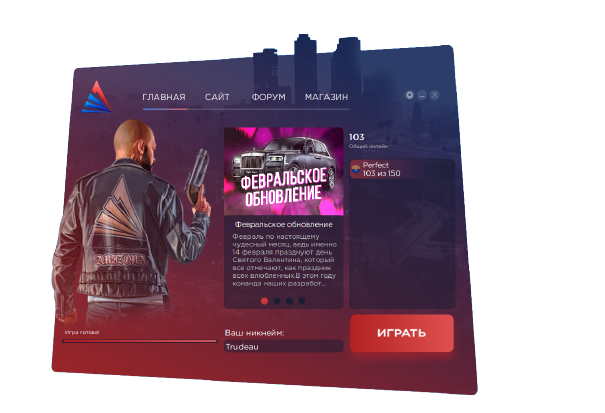 ГЛАВНАЯ САЙТ ФОРУМ МАГАЗИН
103
Общий онлайн
Perfect
103 из 150
ФЕВРАЛЬСКОЕ
ОБНОВЛЕНИЕ
Февральское обновление
Февраль по настоящему
чудесный месяц, ведь именно
14 февраля празднуют день
Святого Валентина, который
все отмечают, как праздник
всех влюбленных.В этом году
команда наших разработ...
Игра готова!
Ваш никнейм:
Trudeau
ИГРАТЬ